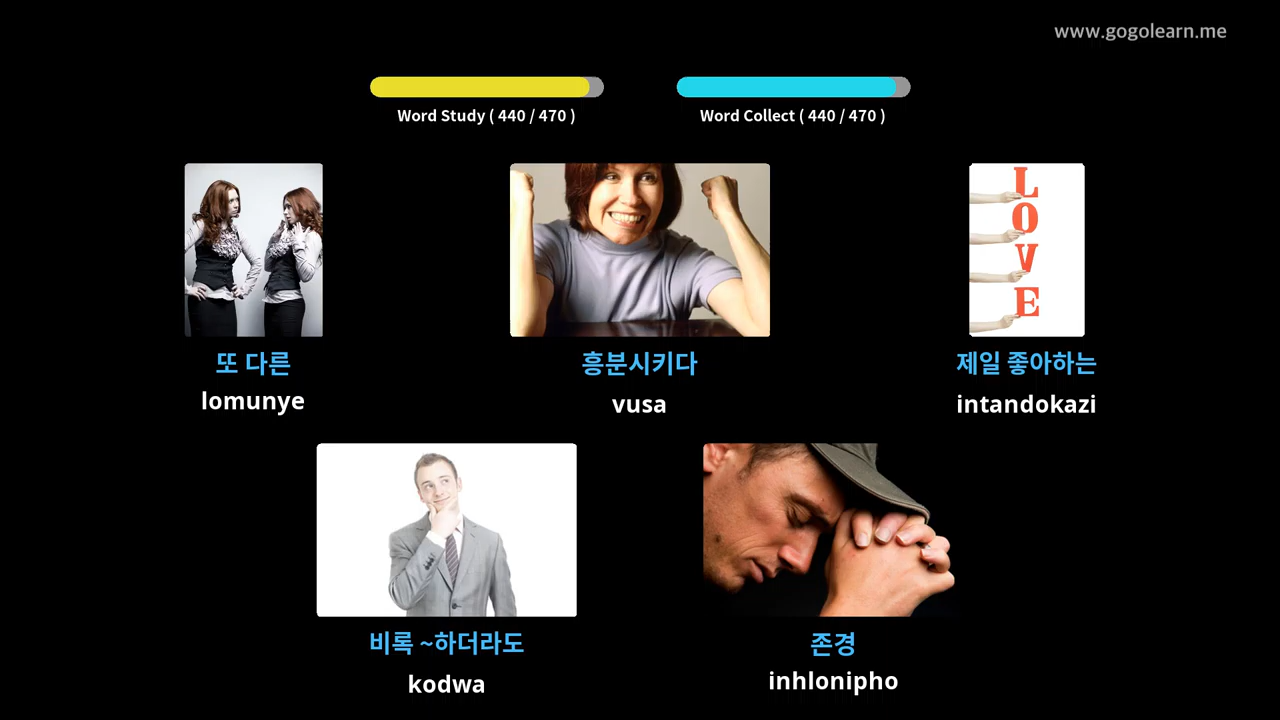 www.gogolearn.me
Word Study ( 440 / 470 )
Word Collect ( 440 / 470 )
L
O
V
E
또 다른
lomunye
흥분시키다
vusa
제일 좋아하는
intandokazi
비록 ~하더라도
kodwa
존경
inhlonipho